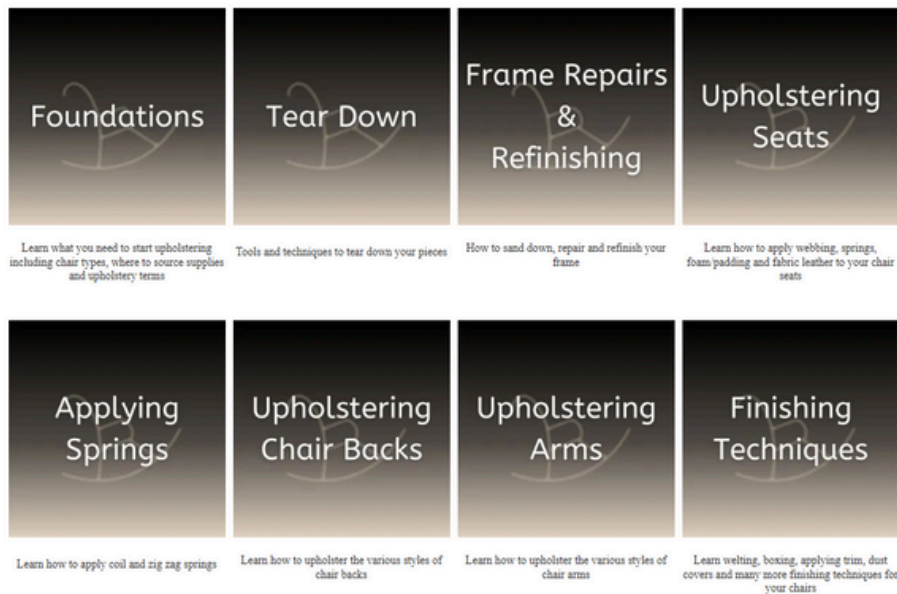 Foundations
Tear Down
Frame Repairs
&
Refinishing
Upholstering
Seats
Learn what you need to start upholstering
including chair types, where to source supplies
and upholstery terms
Tools and techniques to tear down your pieces
How to sand down, repair and refinish your
frame
Learn how to apply webbing, springs,
foam/padding and fabric leather to your chair
seats
Applying
Springs
Upholstering
Chair Backs
Upholstering
Arms
Finishing
Techniques
Learn how to apply coil and zig zag springs
Learn how to upholster the various styles of
chair backs
Learn how to upholster the various styles of
chair arms
Learn welting, boxing, applying trim, dust
covers and many more finishing techniques for
your chairs